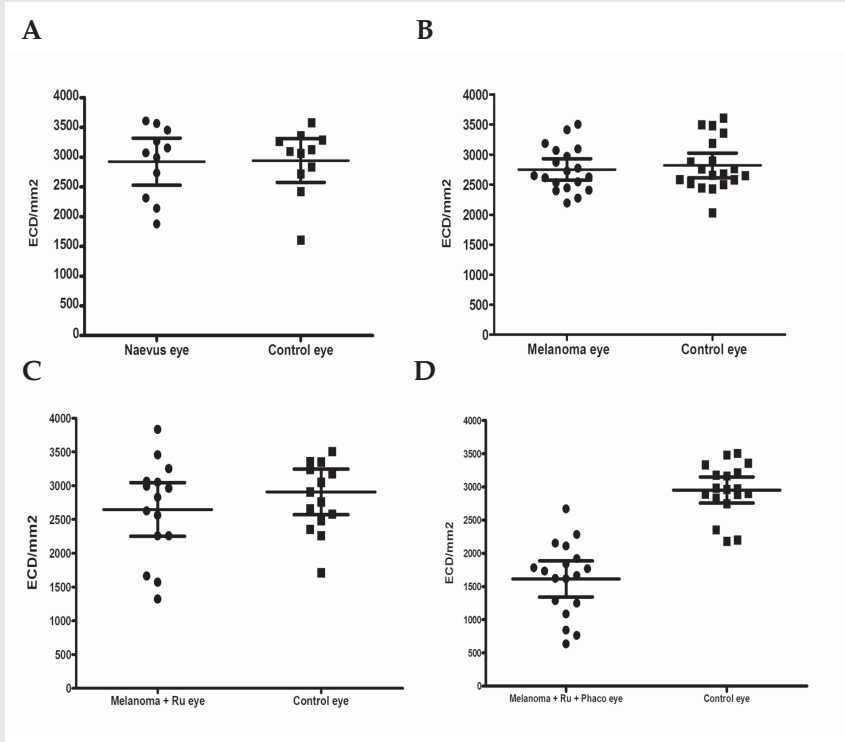 A
B
4000
3500
3000
2500
2000
1500
1000
500
0
ECD/mm2
Naevus eye
Control eye
4000
3500
3000
2500
2000
1500
1000
500
0
ECD/mm2
Melanoma eye
Control eye
C
D
4000
3500
3000
2500
2000
1500
1000
500
0
ECD/mm2
Melanoma + Ru eye
Control eye
4000
3500
3000
2500
2000
1500
1000
500
0
ECD/mm2
Melanoma + Ru + Phaco eye
Control eye